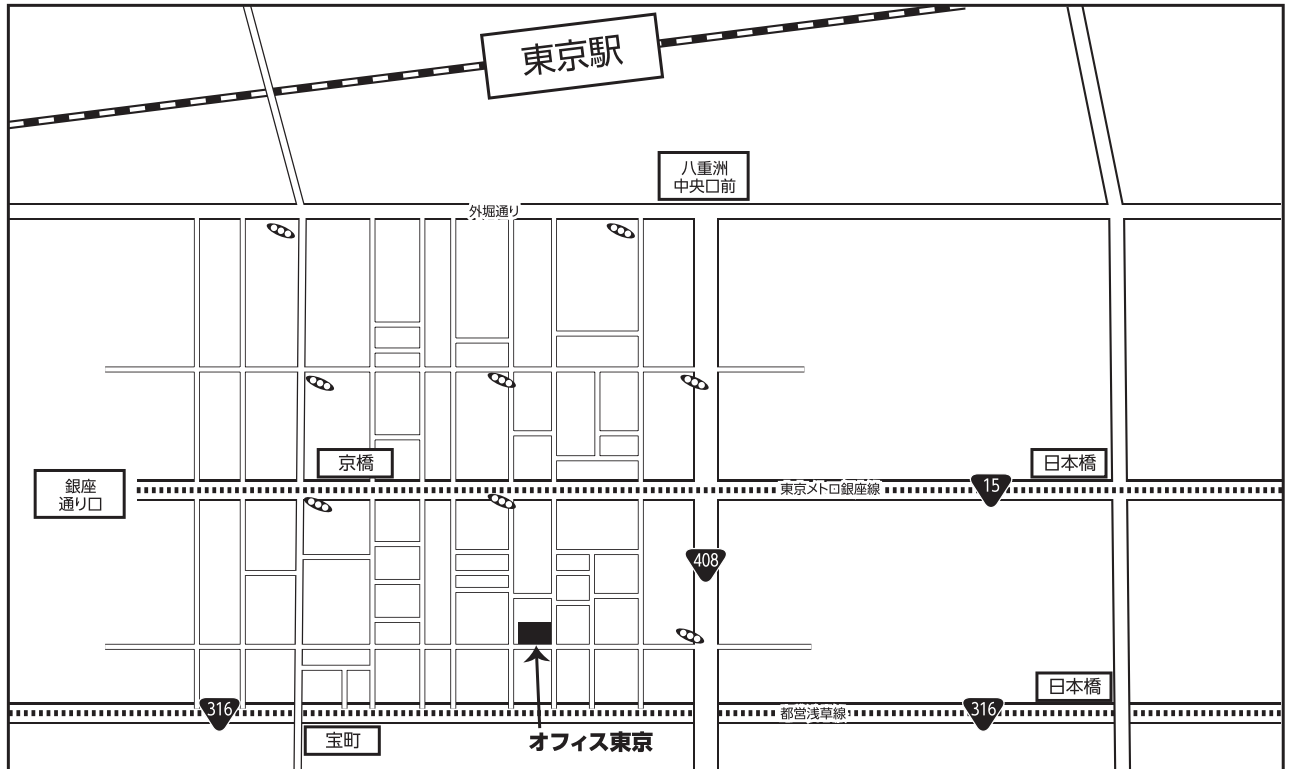 東京駅
八重洲
中央口前
外堀通り
京橋
日本橋
銀座
通り口
東京メトロ銀座線
15
408
日本橋
316
都営浅草線
316
宝町
オフィス東京